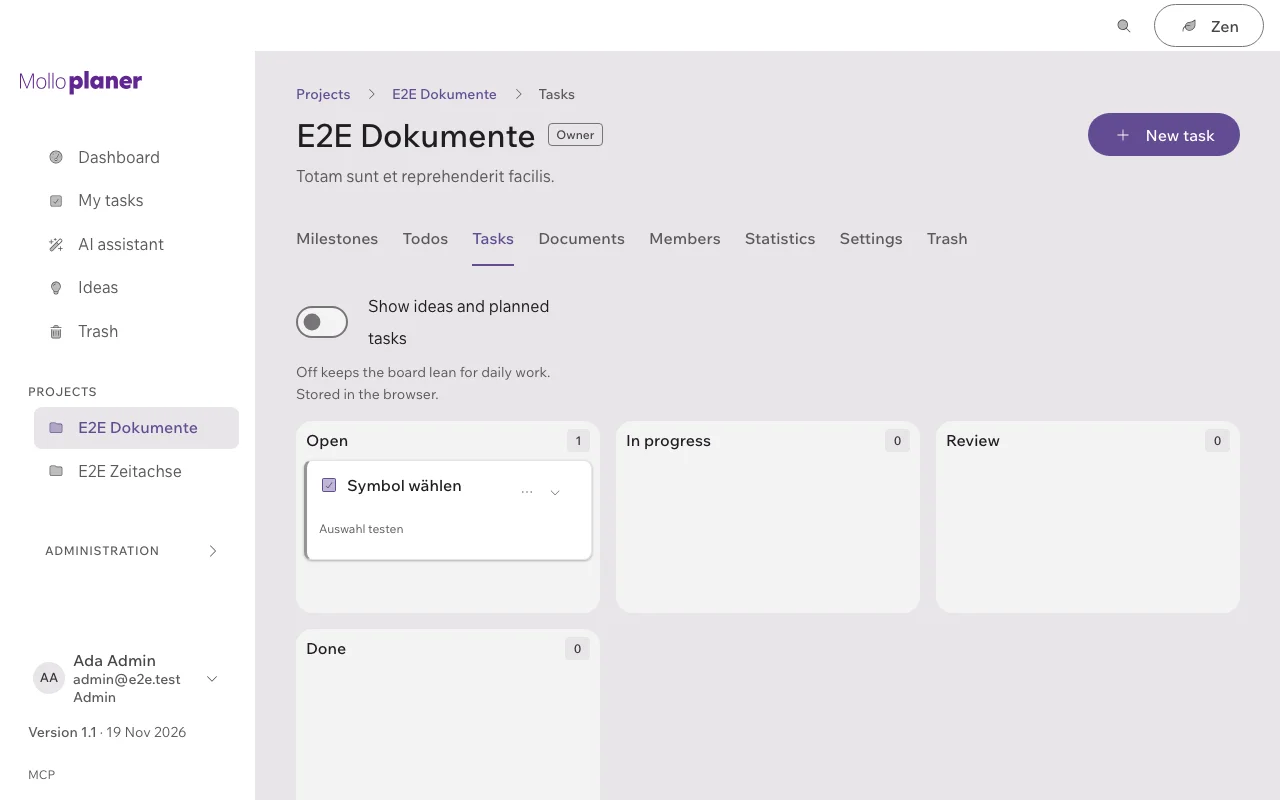 Zen
Molloplaner
Dashboard
My tasks
AI assistant
Ideas
Trash
PROJECTS
E2E Dokumente
E2E Zeitachse
ADMINISTRATION
AA
Ada Admin
admin@e2e.test
Admin
Version 1.1 · 19 Nov 2026
MCP
Projects
E2E Dokumente
Tasks
E2E Dokumente
Owner
New task
Totam sunt et reprehenderit facilis.
Milestones
Todos
Tasks
Documents
Members
Statistics
Settings
Trash
Show ideas and planned
tasks
Off keeps the board lean for daily work.
Stored in the browser.
Open
1
Symbol wählen
...
Auswahl testen
In progress
0
Review
0
Done
0